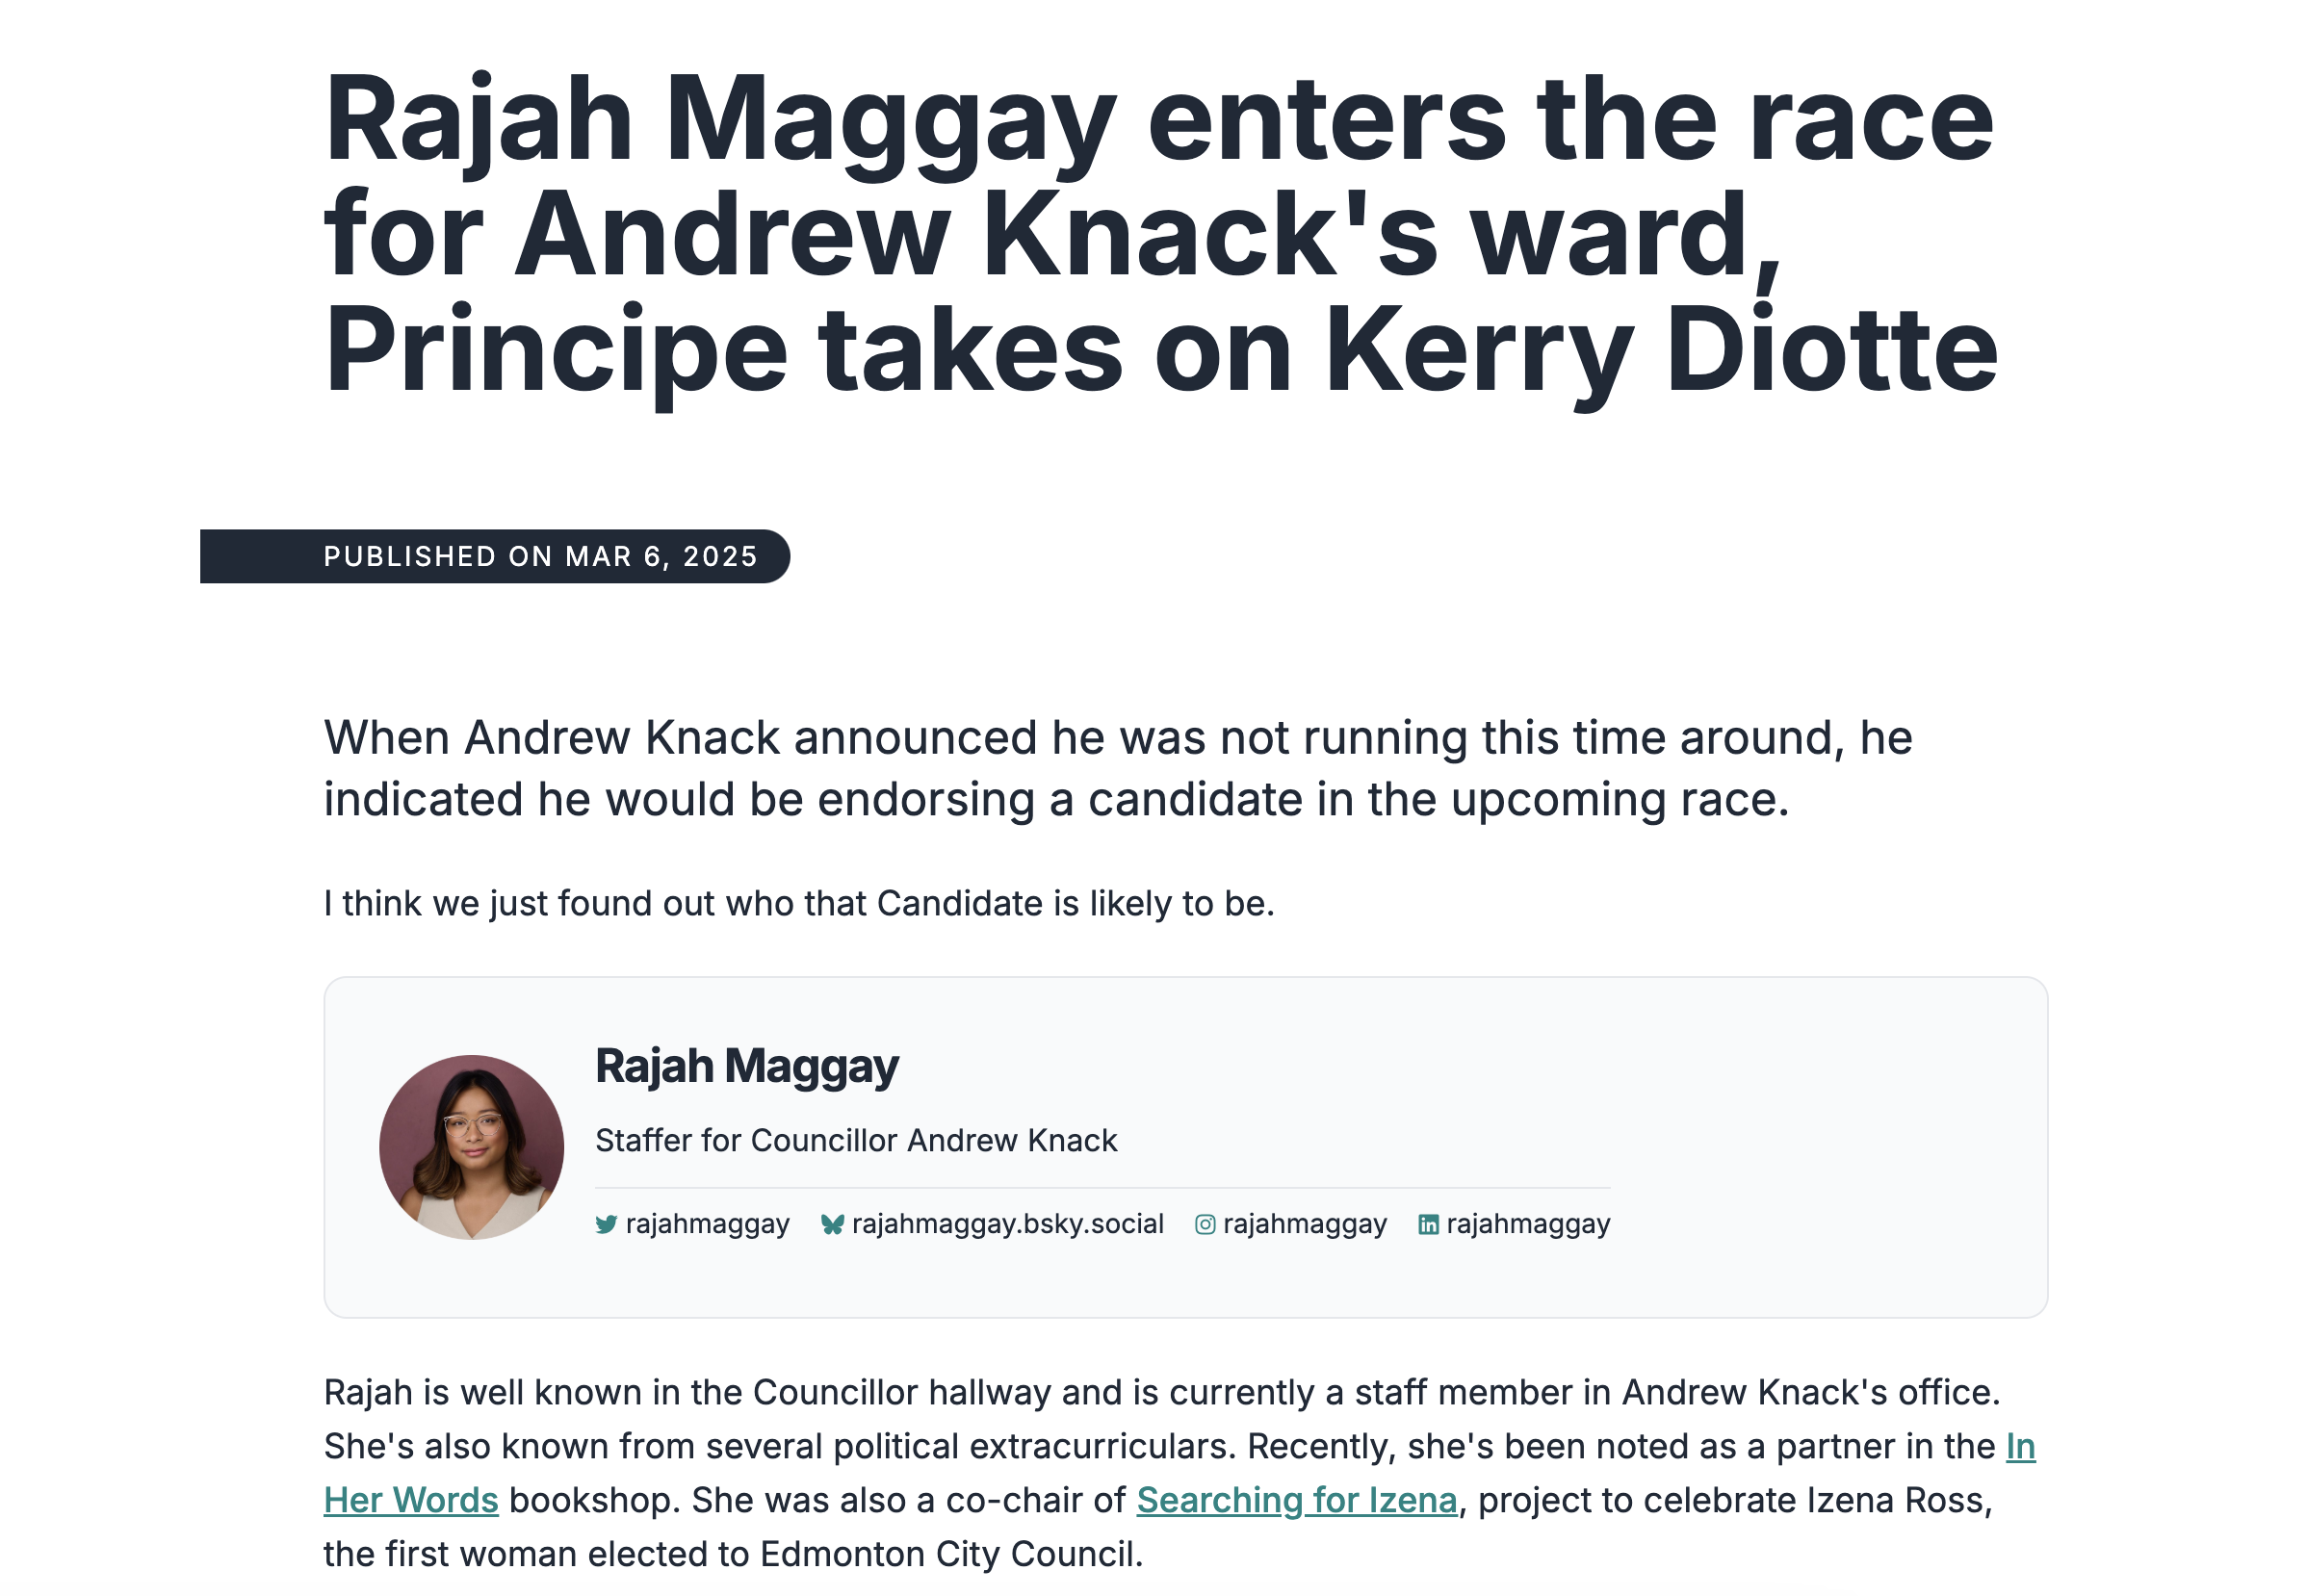 Rajah Maggay enters the race
for Andrew Knack's ward,
Principe takes on Kerry Diotte
PUBLISHED ON MAR 6, 2025
When Andrew Knack announced he was not running this time around, he
indicated he would be endorsing a candidate in the upcoming race.
I think we just found out who that Candidate is likely to be.
Rajah Maggay
Staffer for Councillor Andrew Knack
rajahmaggay rajahmaggay.bsky.social rajahmaggay rajahmaggay
Rajah is well known in the Councillor hallway and is currently a staff member in Andrew Knack's office.
She's also known from several political extracurriculars. Recently, she's been noted as a partner in the In
Her Words bookshop. She was also a co-chair of Searching for Izena, project to celebrate Izena Ross,
the first woman elected to Edmonton City Council.